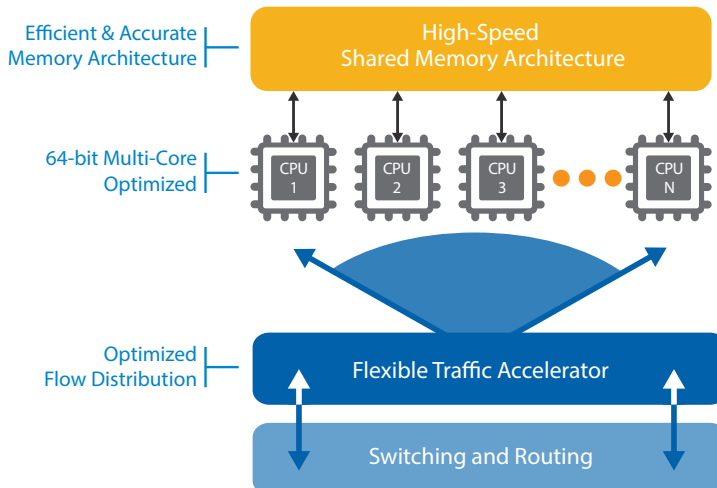 Efficient & Accurate
Memory Architecture
High-Speed
Shared Memory Architecture
64-bit Multi-Core
Optimized
CPU
1
CPU
2
CPU
3
CPU
N
Optimized
Flow Distribution
Flexible Traffic Accelerator
Switching and Routing